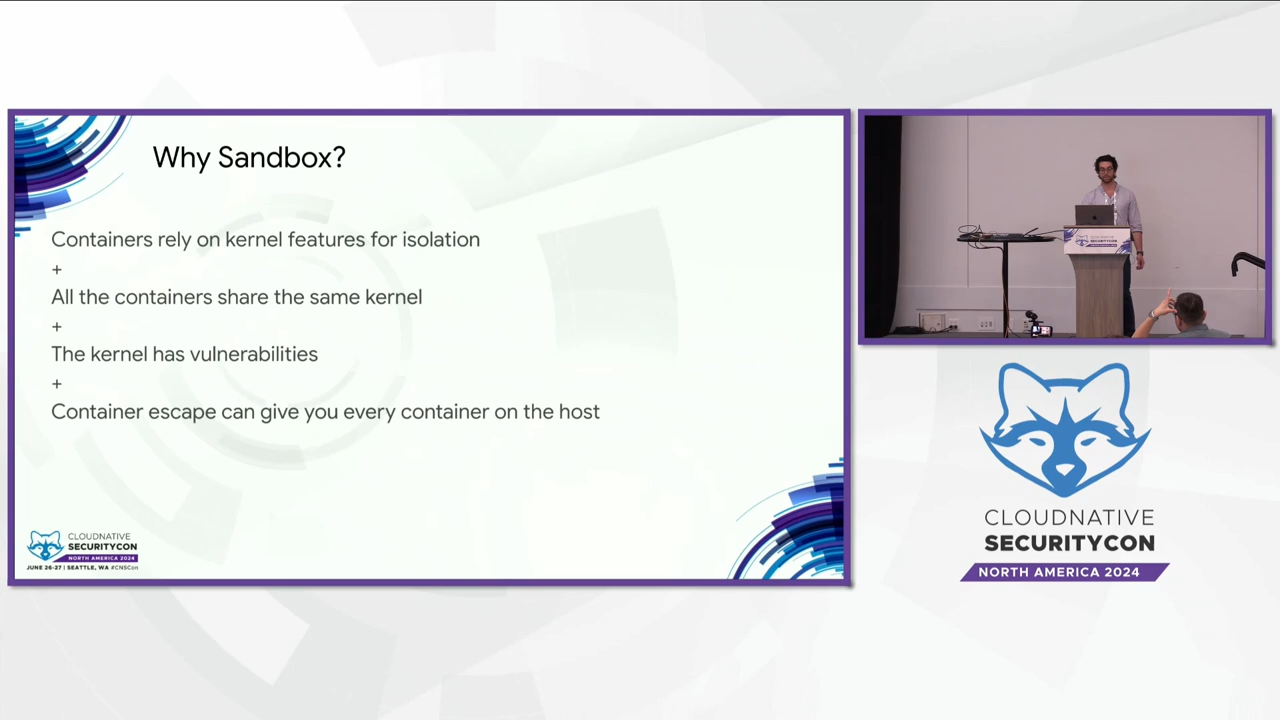 Why Sandbox?
Containers rely on kernel features for isolation
+
All the containers share the same kernel
+
The kernel has vulnerabilities
+
Container escape can give you every container on the host
CLOUDNATIVE
SECURITYCON
NORTH AMERICA 2024
JUNE 26-27 | SEATTLE, WA #CNSCon
CLOUDNATIVE
SECURITYCON
NORTH AMERICA 2024